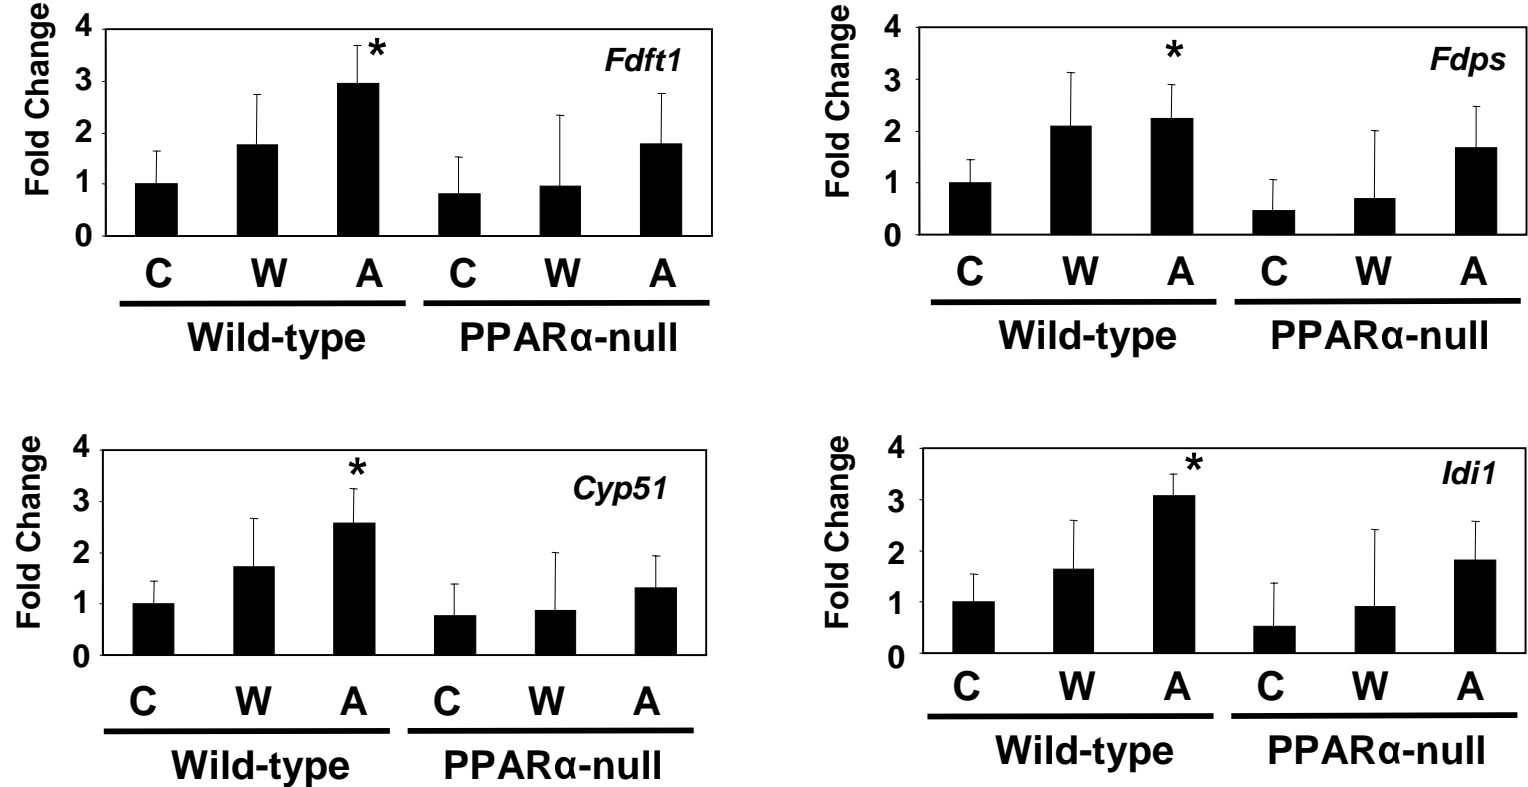 Fold Change
4
3
2
1
0
*
Fdft1
C W A C W A
Wild-type PPARα-null
Fold Change
4
3
2
1
0
*
Fdps
C W A C W A
Wild-type PPARα-null
Fold Change
4
3
2
1
0
*
Cyp51
C W A C W A
Wild-type PPARα-null
Fold Change
4
3
2
1
0
*
Idi1
C W A C W A
Wild-type PPARα-null